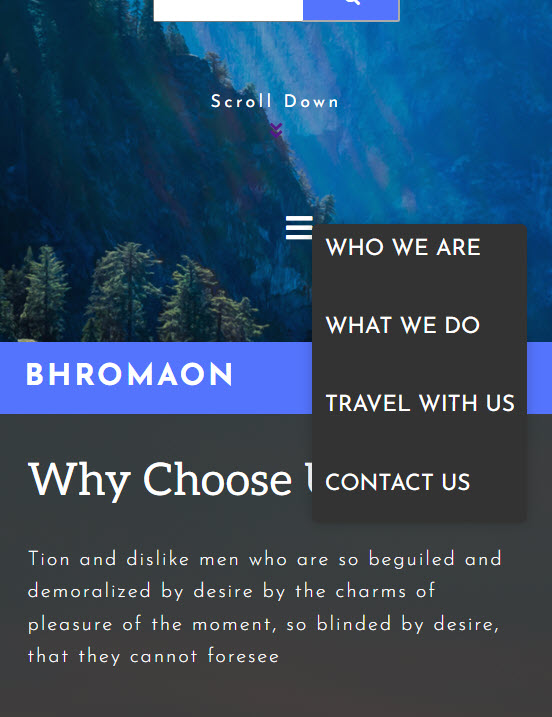 Scroll Down
WHO WE ARE
WHAT WE DO
BHROMAON
TRAVEL WITH US
Why Choose
CONTACT US
Tion and dislike men who are so beguiled and
demoralized by desire by the charms of
pleasure of the moment, so blinded by desire,
that they cannot foresee